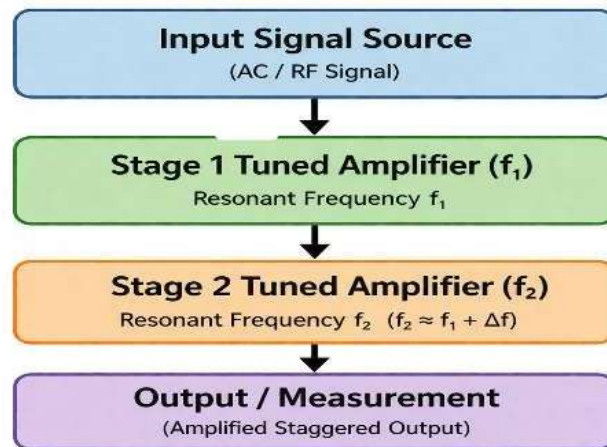 Input Signal Source
(AC / RF Signal)
Stage 1 Tuned Amplifier (f₁)
Resonant Frequency f₁
Stage 2 Tuned Amplifier (f₂)
Resonant Frequency f₂ (f₂ ≈ f₁ + Δf)
Output / Measurement
(Amplified Staggered Output)